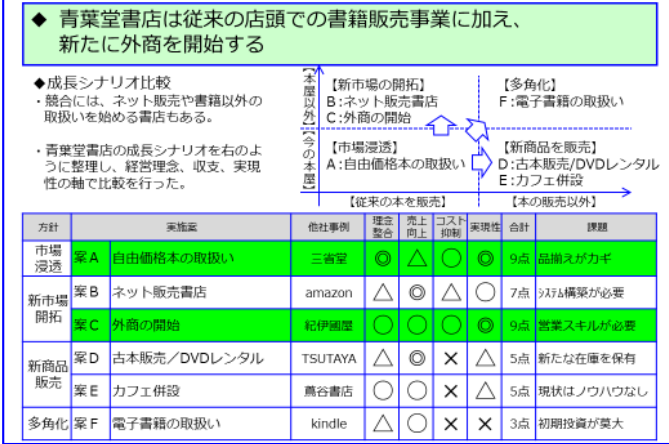 ◆ 青葉堂書店は従来の店頭での書籍販売事業に加え、
新たに外商を開始する
◆成長シナリオ比較
・競合には、ネット販売や書籍以外の
取扱いを始める書店もある。
・青葉堂書店の成長シナリオを右のよ
うに整理し、経営理念、収支、実現
性の軸で比較を行った。
【本屋以外】
【今の本屋】
【新市場の開拓】
B:ネット販売書店
C:外商の開始
【多角化】
F:電子書籍の取扱い
【市場浸透】
A:自由価格本の取扱い
【新商品を販売】
D:古本販売/DVDレンタル
E:カフェ併設
【従来の本を販売】 【本の販売以外】
方針 実施案 他社事例 理念整合 売上向上 コスト抑制 実現性 合計 課題
市場浸透 案A 自由価格本の取扱い 三省堂 ◎ △ ○ ◎ 9点 品揃えがカギ
新市場開拓 案B ネット販売書店 amazon △ ◎ △ ○ 7点 システム構築が必要
案C 外商の開始 紀伊國屋 ○ ○ ○ ◎ 9点 営業スキルが必要
新商品販売 案D 古本販売／DVDレンタル TSUTAYA △ ◎ × △ 5点 新たな在庫を保有
案E カフェ併設 蔦谷書店 ○ ○ × △ 5点 現状はノウハウなし
多角化 案F 電子書籍の取扱い kindle △ ○ × × 3点 初期投資が莫大